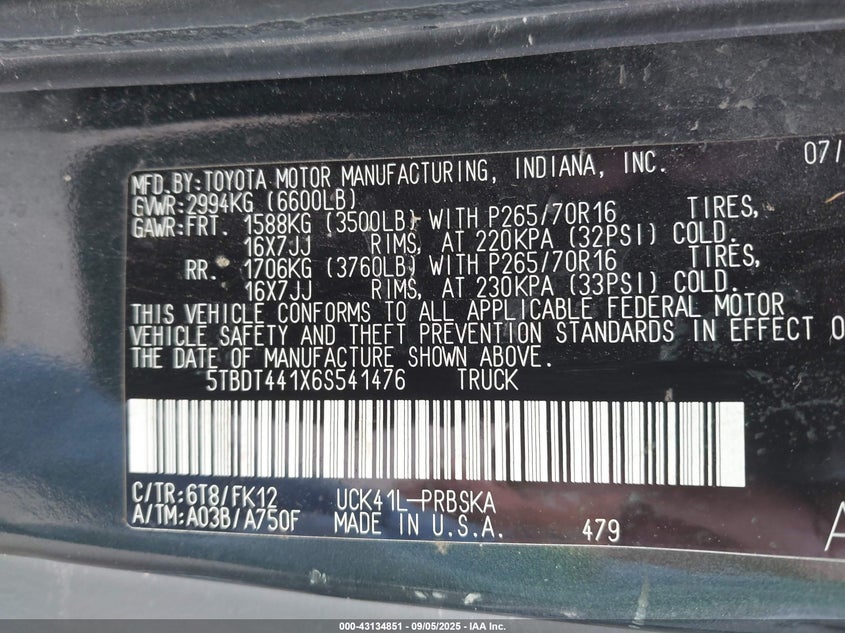 MFD.BY:TOYOTA MOTOR MANUFACTURING, INDIANA, INC. 07/
GVWR:2994KG (6600LB)
GAWR:FRT. 1588KG (3500LB) WITH P265/70R16 TIRES,
16X7JJ RIMS, AT 220KPA (32PSI) COLD.
RR. 1706KG (3760LB) WITH P265/70R16 TIRES,
16X7JJ RIMS, AT 230KPA (33PSI) COLD.
THIS VEHICLE CONFORMS TO ALL APPLICABLE FEDERAL MOTOR
VEHICLE SAFETY AND THEFT PREVENTION STANDARDS IN EFFECT O
THE DATE OF MANUFACTURE SHOWN ABOVE.
5TBDT441X6S541476 TRUCK
C/TR:6T8/FK12 UCK41L-PRBSKA
A/TM:A03B/A750F MADE IN U.S.A. 479 A
000-43134851 - 09/05/2025 - IAA Inc.